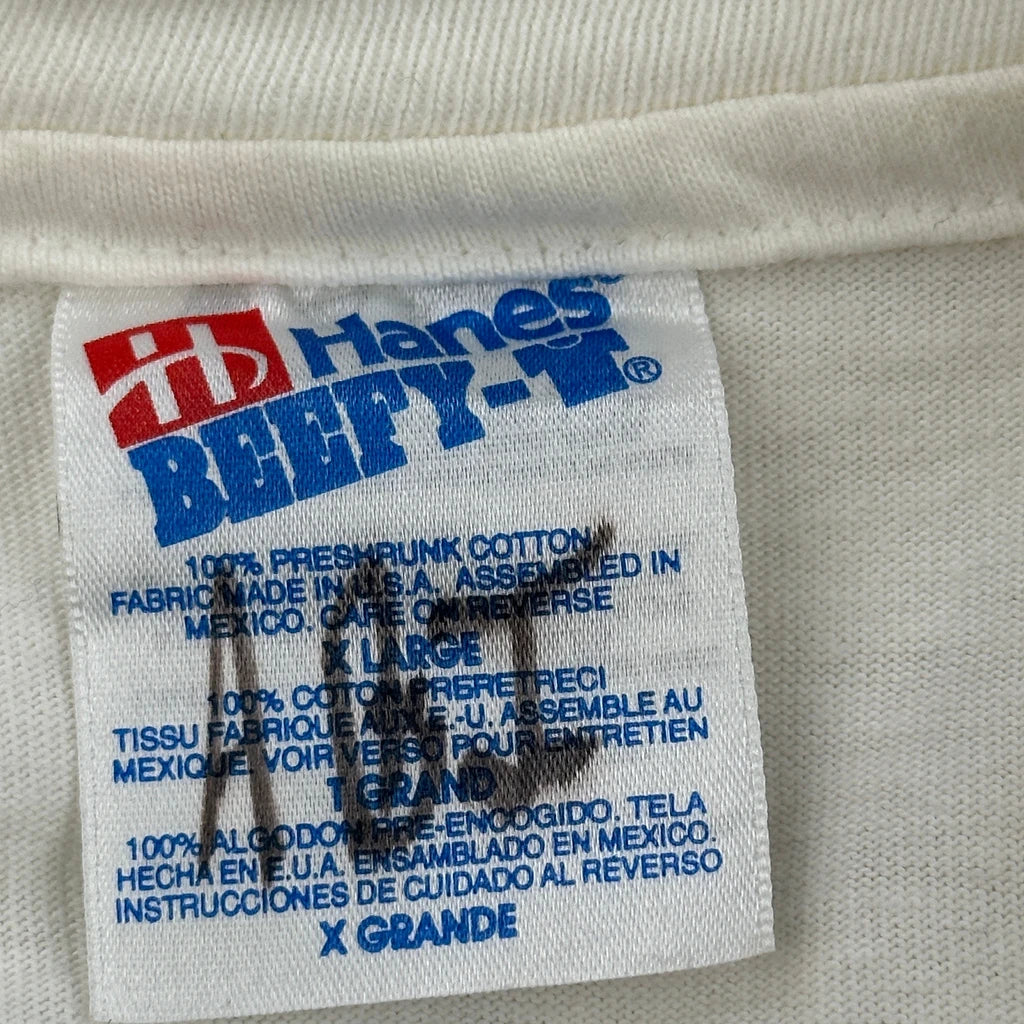 Hanes®
BEEFY-T®
100% PRESHRUNK COTTON
FABRIC MADE IN U.S.A. ASSEMBLED IN
MEXICO. CARE ON REVERSE
X LARGE
100% COTON PRERETRECI
TISSU FABRIQUE AUX E.-U. ASSEMBLE AU
MEXIQUE VOIR VERSO POUR ENTRETIEN
T GRAND
100% ALGODON PRE-ENCOGIDO. TELA
HECHA EN E.U.A. ENSAMBLADO EN MEXICO.
INSTRUCCIONES DE CUIDADO AL REVERSO
X GRANDE